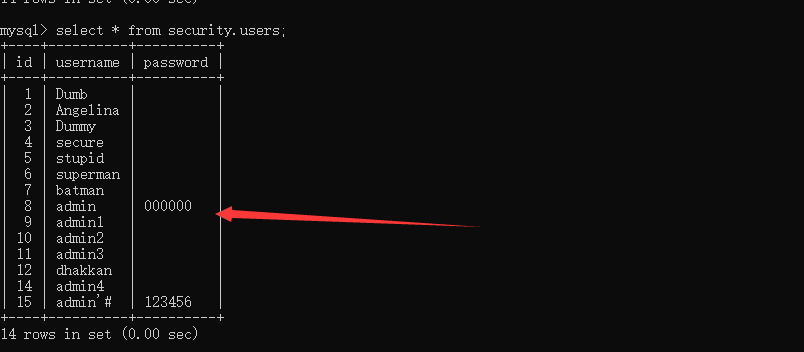 14 rows in set (0.00 sec)
mysql> select * from security.users;
+----+----------+----------+
| id | username | password |
+----+----------+----------+
| 1 | Dumb | |
| 2 | Angelina | |
| 3 | Dummy | |
| 4 | secure | |
| 5 | stupid | |
| 6 | superman | |
| 7 | batman | |
| 8 | admin | 000000 |
| 9 | admin1 | |
| 10 | admin2 | |
| 11 | admin3 | |
| 12 | dhakkan | |
| 14 | admin4 | |
| 15 | admin'# | 123456 |
+----+----------+----------+
14 rows in set (0.00 sec)